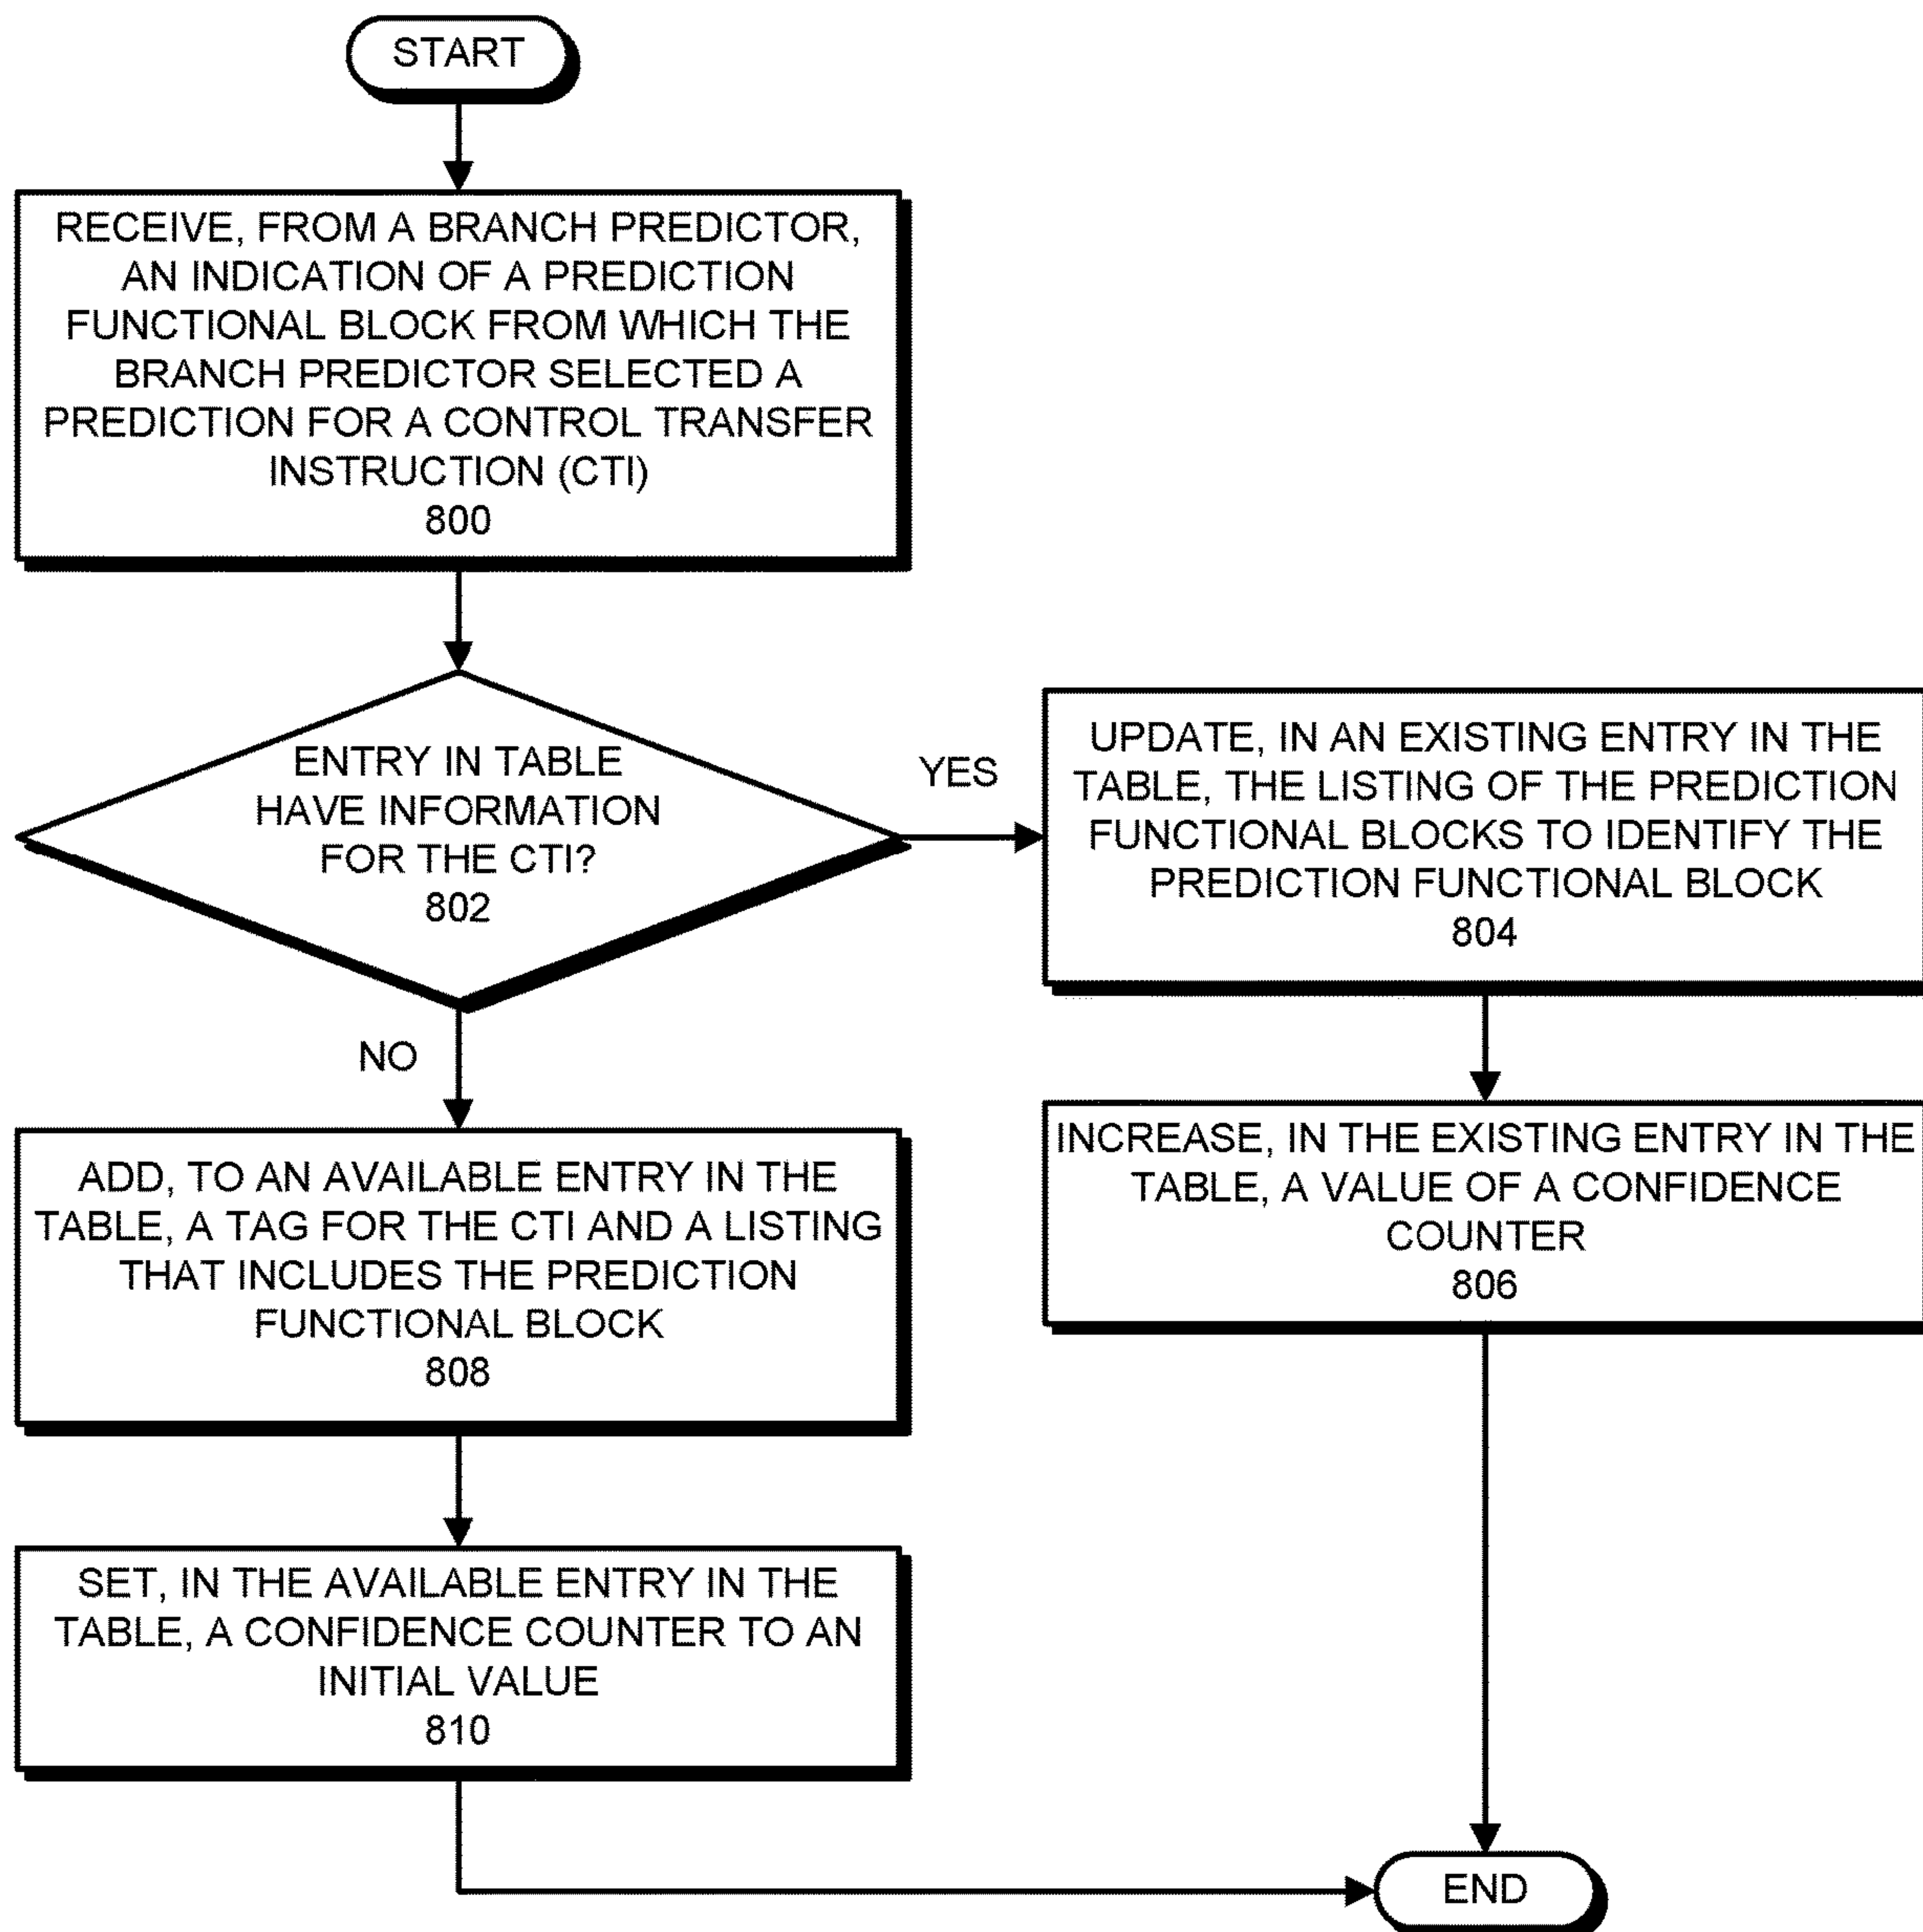 START
RECEIVE, FROM A BRANCH PREDICTOR,
AN INDICATION OF A PREDICTION
FUNCTIONAL BLOCK FROM WHICH THE
BRANCH PREDICTOR SELECTED A
PREDICTION FOR A CONTROL TRANSFER
INSTRUCTION (CTI)
800
ENTRY IN TABLE
HAVE INFORMATION
FOR THE CTI?
802
YES
UPDATE, IN AN EXISTING ENTRY IN THE
TABLE, THE LISTING OF THE PREDICTION
FUNCTIONAL BLOCKS TO IDENTIFY THE
PREDICTION FUNCTIONAL BLOCK
804
INCREASE, IN THE EXISTING ENTRY IN THE
TABLE, A VALUE OF A CONFIDENCE
COUNTER
806
NO
ADD, TO AN AVAILABLE ENTRY IN THE
TABLE, A TAG FOR THE CTI AND A LISTING
THAT INCLUDES THE PREDICTION
FUNCTIONAL BLOCK
808
SET, IN THE AVAILABLE ENTRY IN THE
TABLE, A CONFIDENCE COUNTER TO AN
INITIAL VALUE
810
END